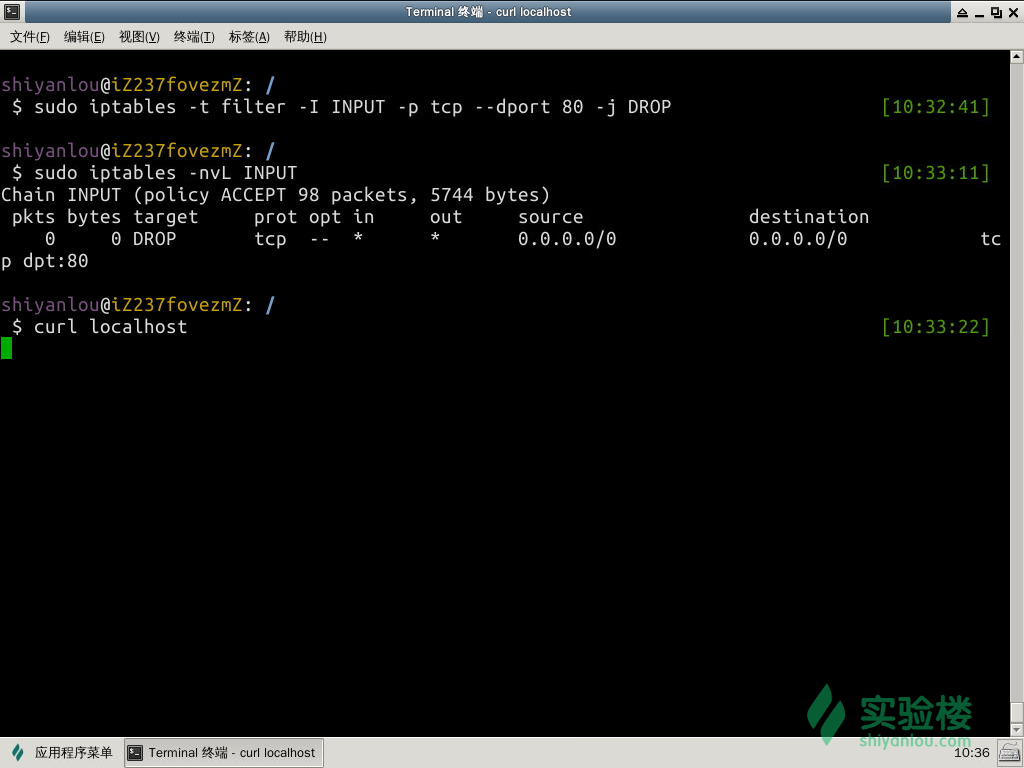 Terminal 终端 - curl localhost
文件(F) 编辑(E) 视图(V) 终端(T) 标签(A) 帮助(H)
shiyanlou@iZ237fovezmZ: /
$ sudo iptables -t filter -I INPUT -p tcp --dport 80 -j DROP [10:32:41]
shiyanlou@iZ237fovezmZ: /
$ sudo iptables -nvL INPUT [10:33:11]
Chain INPUT (policy ACCEPT 98 packets, 5744 bytes)
pkts bytes target prot opt in out source destination
0 0 DROP tcp -- * * 0.0.0.0/0 0.0.0.0/0 tc
p dpt:80
shiyanlou@iZ237fovezmZ: /
$ curl localhost [10:33:22]
实验楼
shiyanlou.com
应用程序菜单 Terminal 终端 - curl localhost 10:36